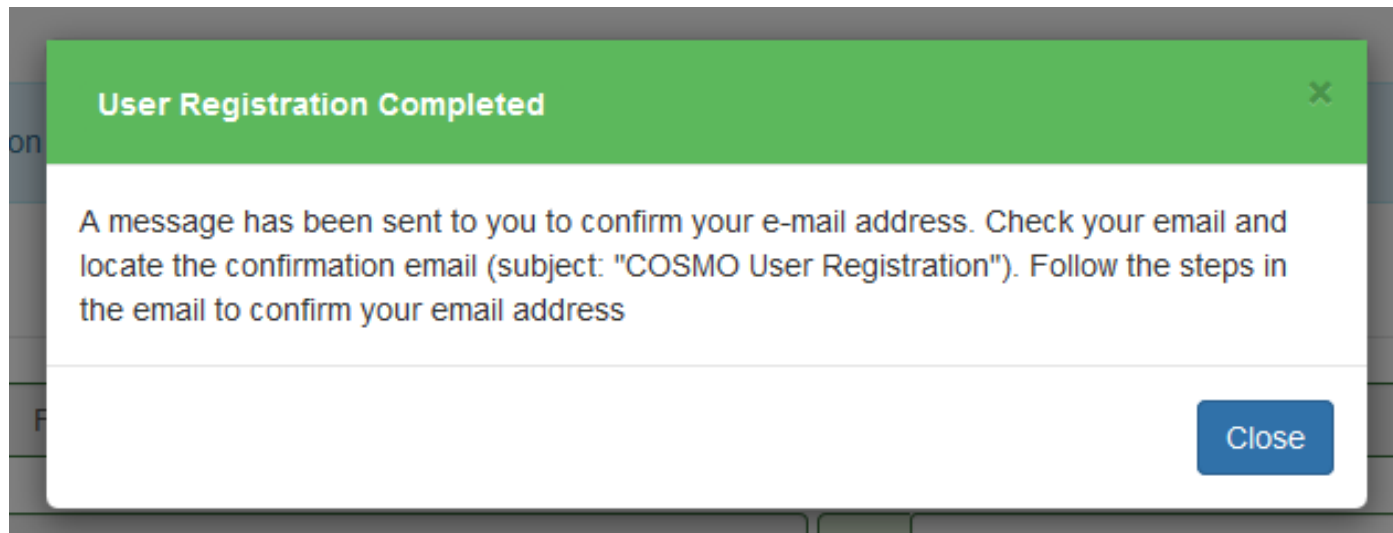 User Registration Completed
×
on
A message has been sent to you to confirm your e-mail address. Check your email and
locate the confirmation email (subject: "COSMO User Registration"). Follow the steps in
the email to confirm your email address
F
Close